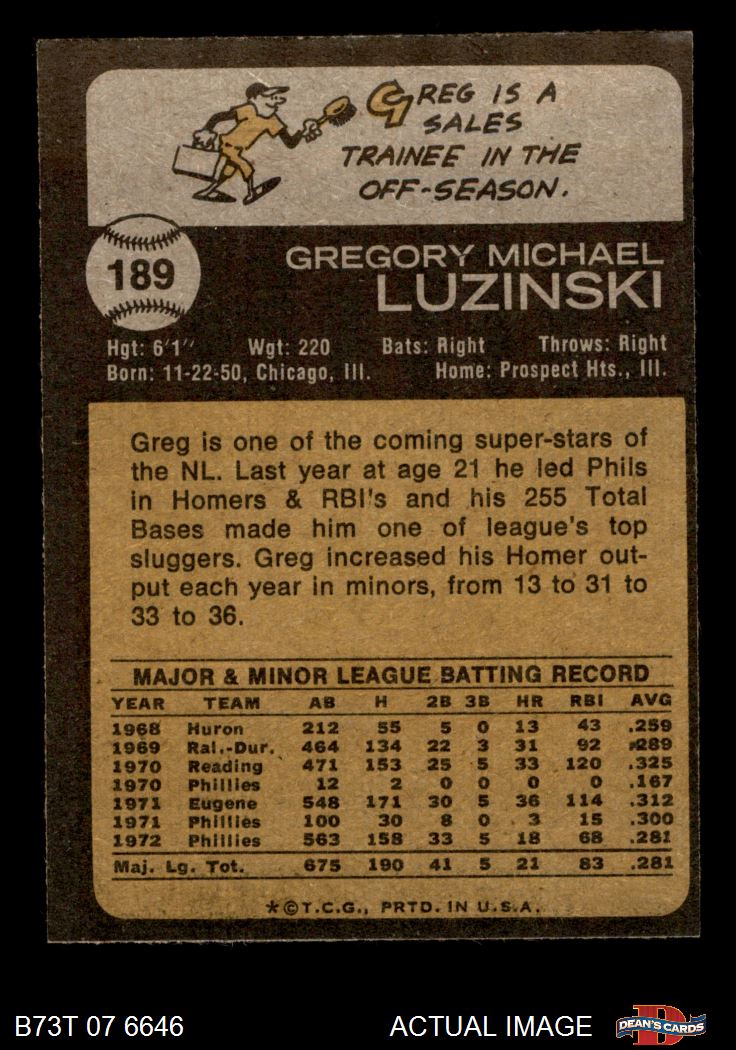 GREG IS A
SALES
TRAINEE IN THE
OFF-SEASON.
189
GREGORY MICHAEL
LUZINSKI
Hgt: 6'1" Wgt: 220 Bats: Right Throws: Right
Born: 11-22-50, Chicago, Ill. Home: Prospect Hts., Ill.
Greg is one of the coming super-stars of
the NL. Last year at age 21 he led Phils
in Homers & RBI's and his 255 Total
Bases made him one of league's top
sluggers. Greg increased his Homer out-
put each year in minors, from 13 to 31 to
33 to 36.
MAJOR & MINOR LEAGUE BATTING RECORD
YEAR TEAM AB H 2B 3B HR RBI AVG
1968 Huron 212 55 5 0 13 43 .259
1969 Ral.-Dur. 464 134 22 3 31 92 .289
1970 Reading 471 153 25 5 33 120 .325
1970 Phillies 12 2 0 0 0 0 .167
1971 Eugene 548 171 30 5 36 114 .312
1971 Phillies 100 30 8 0 3 15 .300
1972 Phillies 563 158 33 5 18 68 .281
Maj. Lg. Tot. 675 190 41 5 21 83 .281
*©T.C.G., PRTD. IN U.S.A.
B73T 07 6646 ACTUAL IMAGE
D
DEAN'S CARDS